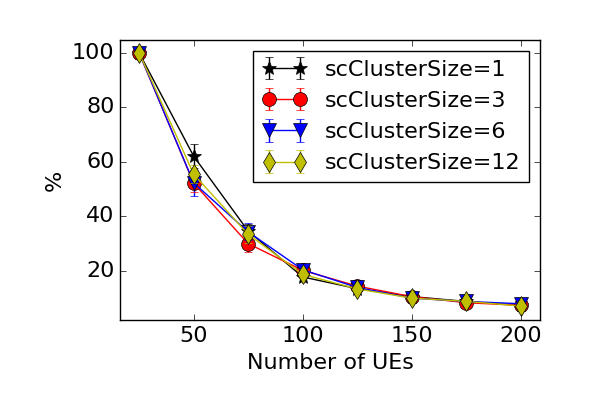 100
80
60
40
20
%
scClusterSize=1
scClusterSize=3
scClusterSize=6
scClusterSize=12
50
100
150
200
Number of UEs